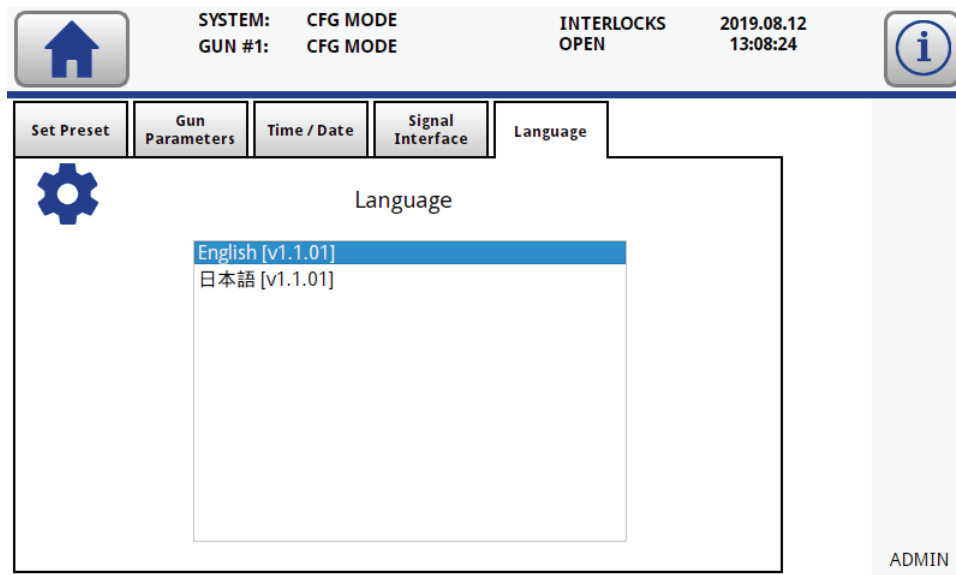 SYSTEM: CFG MODE
GUN #1: CFG MODE
INTERLOCKS
OPEN
2019.08.12
13:08:24
i
Set Preset
Gun
Parameters
Time / Date
Signal
Interface
Language
Language
English [v1.1.01]
日本語 [v1.1.01]
ADMIN